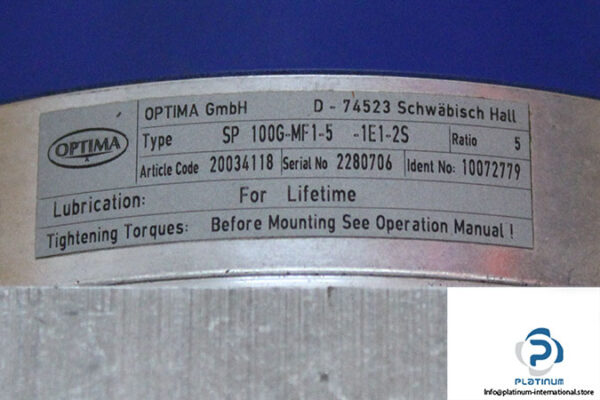 OPTIMA GmbH D - 74523 Schwäbisch Hall
OPTIMA
Type SP 100G-MF1-5 -1E1-2S Ratio 5
Article Code 20034118 Serial No 2280706 Ident No: 10072779
Lubrication: For Lifetime
Tightening Torques: Before Mounting See Operation Manual !
PLATINUM
Info@platinum-international.store